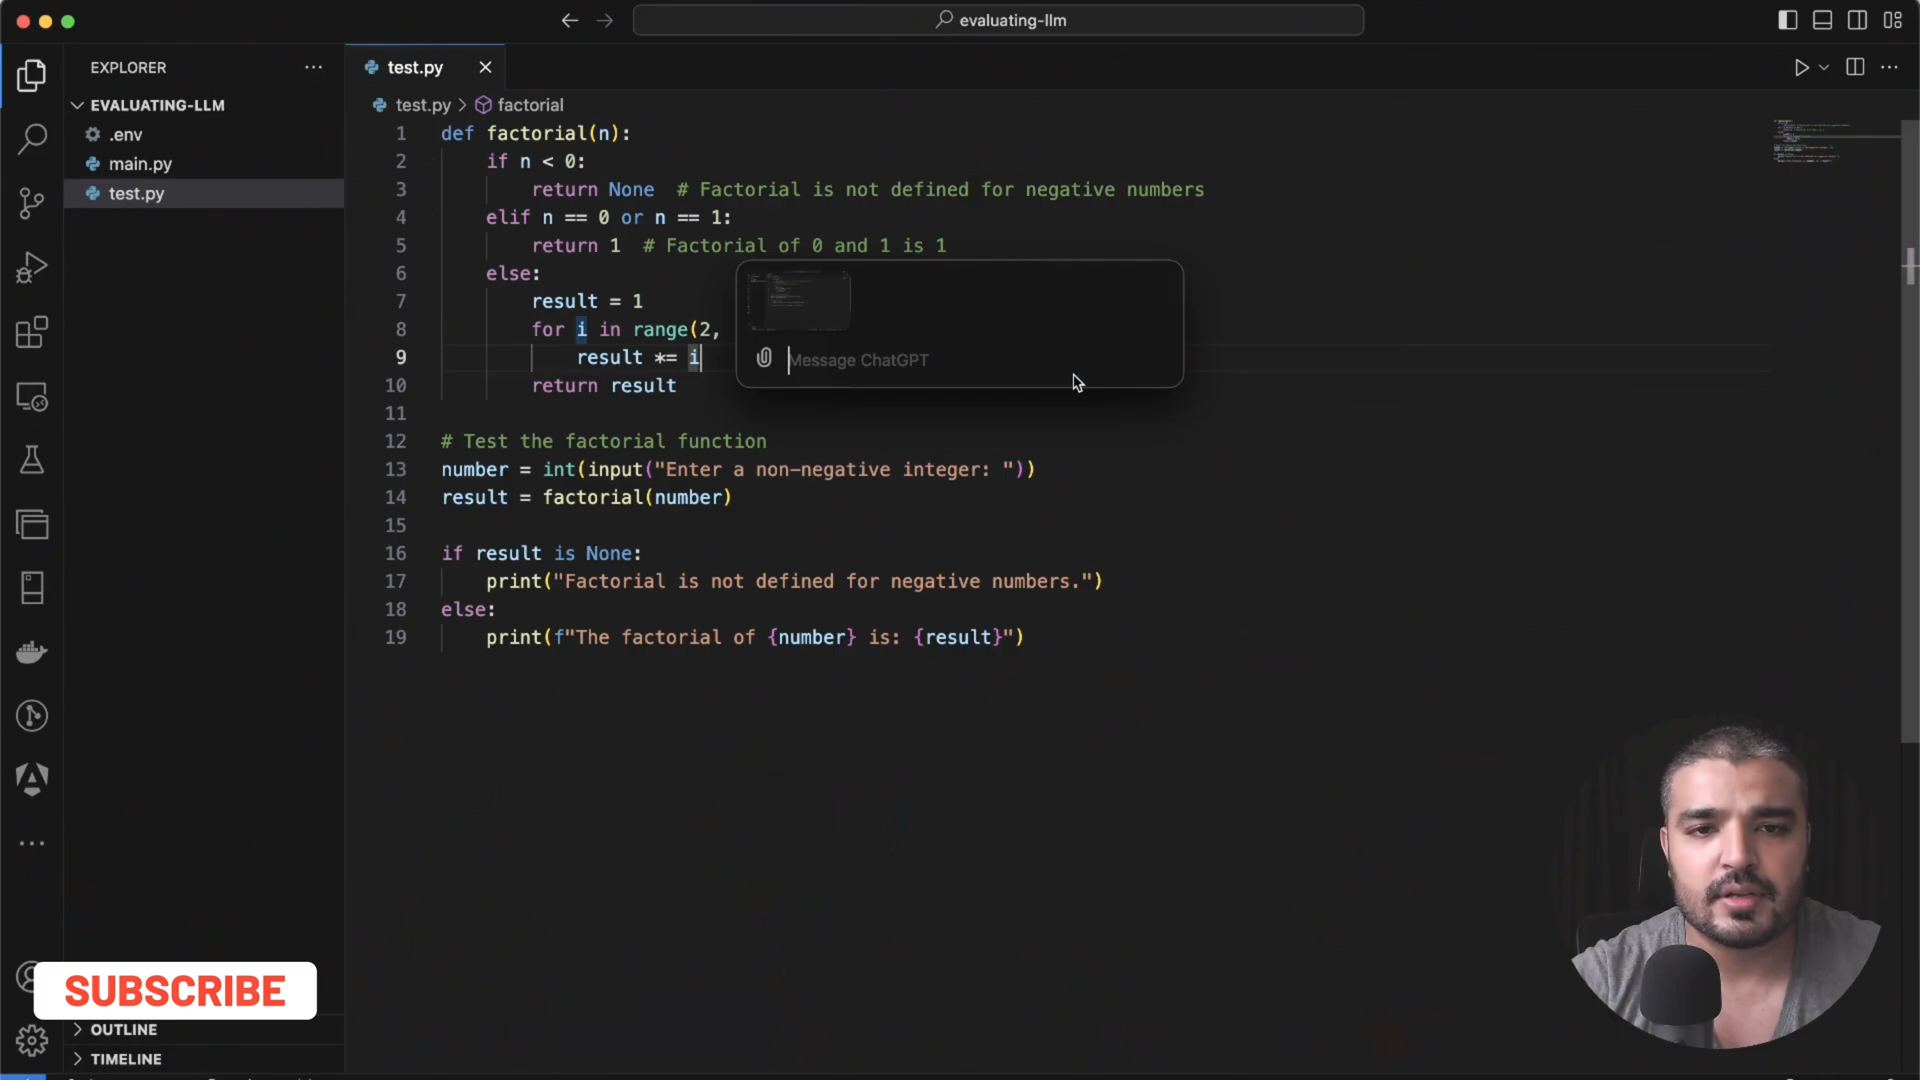 evaluating-llm
EXPLORER
test.py
EVALUATING-LLM
.env
main.py
test.py
test.py > factorial
1 def factorial(n):
2 if n < 0:
3 return None # Factorial is not defined for negative numbers
4 elif n == 0 or n == 1:
5 return 1 # Factorial of 0 and 1 is 1
6 else:
7 result = 1
8 for i in range(2,
9 result *= i
10 return result
11
12 # Test the factorial function
13 number = int(input("Enter a non-negative integer: "))
14 result = factorial(number)
15
16 if result is None:
17 print("Factorial is not defined for negative numbers.")
18 else:
19 print(f"The factorial of {number} is: {result}")
Message ChatGPT
SUBSCRIBE
OUTLINE
TIMELINE